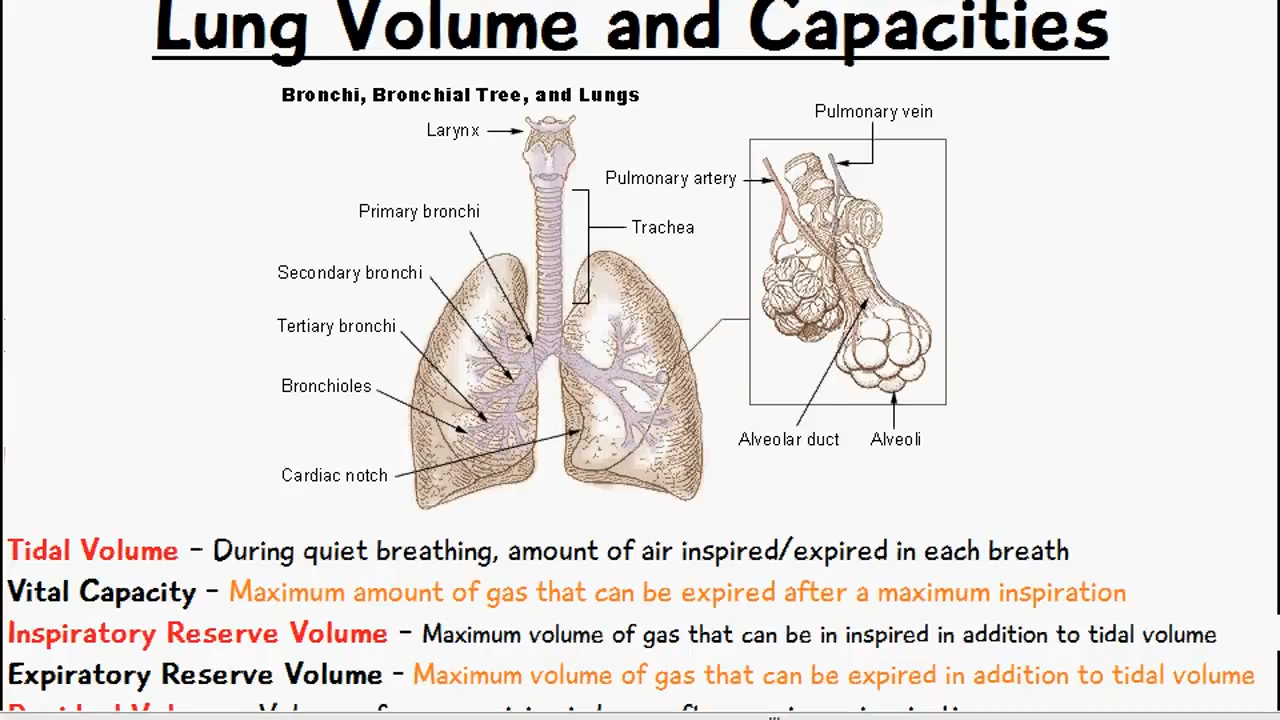 Lung Volume and Capacities
Bronchi, Bronchial Tree, and Lungs
Pulmonary vein
Larynx
Pulmonary artery
Primary bronchi
Trachea
Secondary bronchi
Tertiary bronchi
Bronchioles
Alveolar duct
Alveoli
Cardiac notch
Tidal Volume - During quiet breathing, amount of air inspired/expired in each breath
Vital Capacity - Maximum amount of gas that can be expired after a maximum inspiration
Inspiratory Reserve Volume - Maximum volume of gas that can be in inspired in addition to tidal volume
Expiratory Reserve Volume - Maximum volume of gas that can be expired in addition to tidal volume